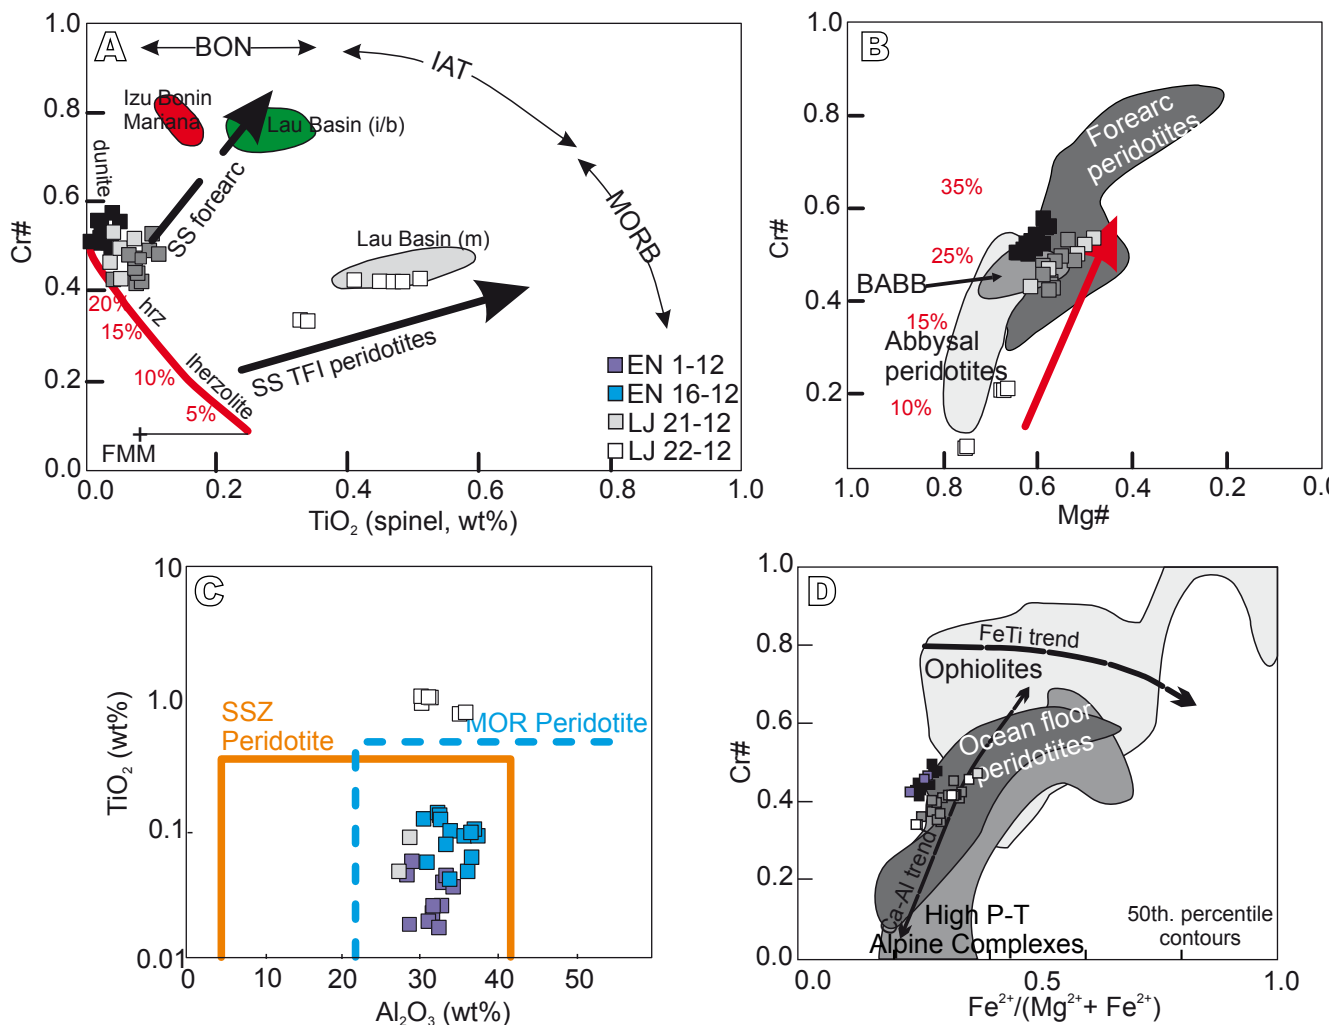 A
BON
IAT
MORB
Izu Bonin
Mariana
Lau Basin (i/b)
dunite
SS forearc
Lau Basin (m)
20%
hrz
15%
lherzolite
10%
5%
SS TFI peridotites
FMM
EN 1-12
EN 16-12
LJ 21-12
LJ 22-12
Cr#
1.0
0.8
0.6
0.4
0.2
0.0
0.0
0.2
0.4
0.6
0.8
1.0
TiO₂ (spinel, wt%)
B
Forearc
peridotites
35%
25%
BABB
15%
Abbysal
peridotites
10%
Cr#
1.0
0.8
0.6
0.4
0.2
1.0
0.8
0.6
0.4
0.2
0.0
Mg#
C
SSZ
Peridotite
MOR Peridotite
TiO₂ (wt%)
10
1.0
0.1
0.01
0
10
20
30
40
50
Al₂O₃ (wt%)
D
FeTi trend
Ophiolites
Ocean floor
peridotites
Ca-Al trend
High P-T
Alpine Complexes
50th. percentile
contours
Cr#
1.0
0.8
0.6
0.4
0.2
0.0
0.0
0.5
1.0
Fe²⁺/(Mg²⁺+ Fe²⁺)